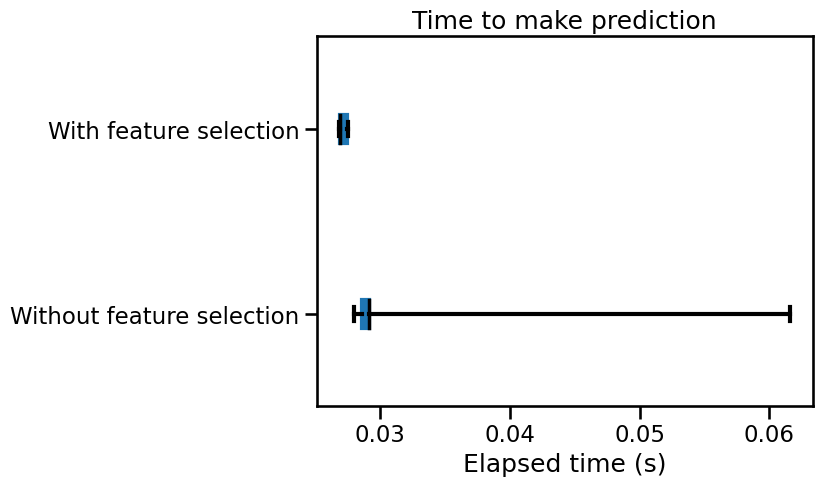 Time to make prediction
With feature selection
Without feature selection
0.03 0.04 0.05 0.06
Elapsed time (s)